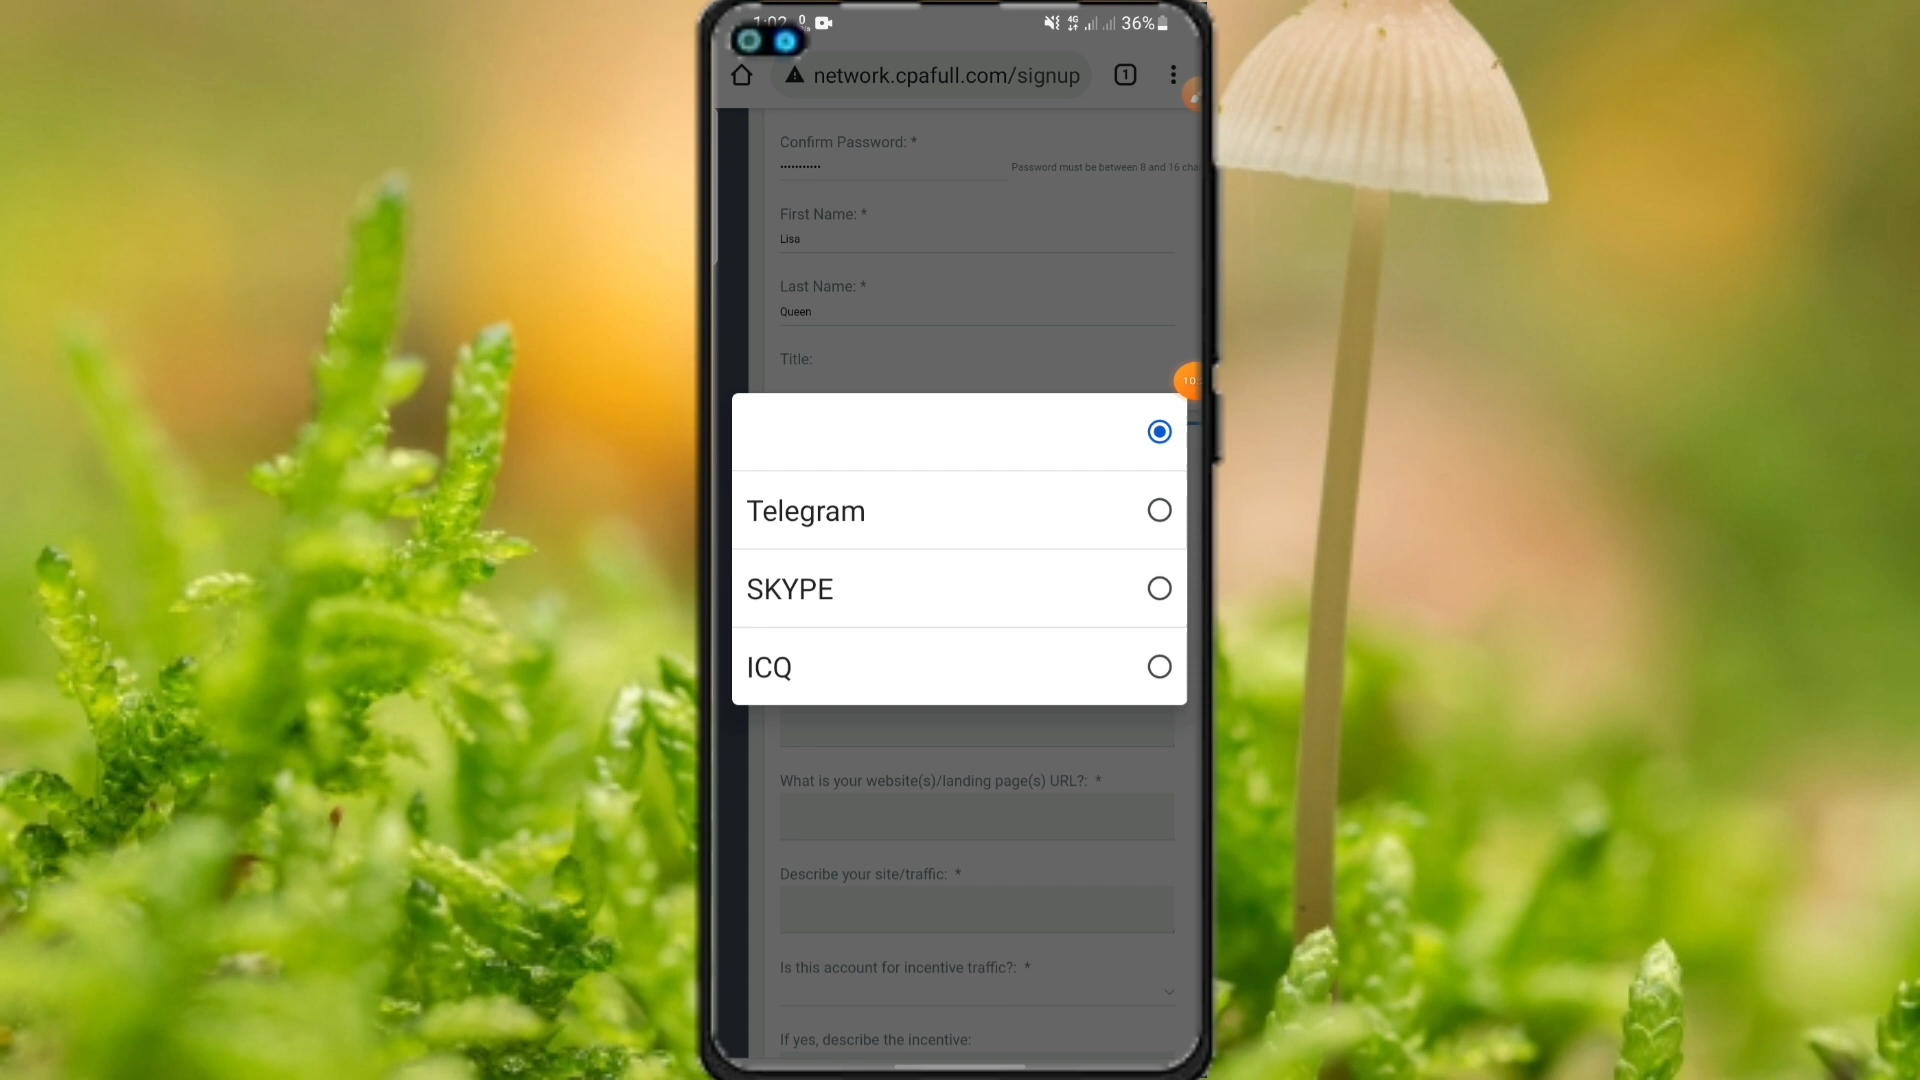 36%
network.cpafull.com/signup
1
Confirm Password: *
Password must be between 8 and 16
First Name: *
Lisa
Last Name: *
Queen
Title:
Telegram
SKYPE
ICQ
What is your website(s)/landing page(s) URL?: *
Describe your site/traffic: *
Is this account for incentive traffic?: *
If yes, describe the incentive: